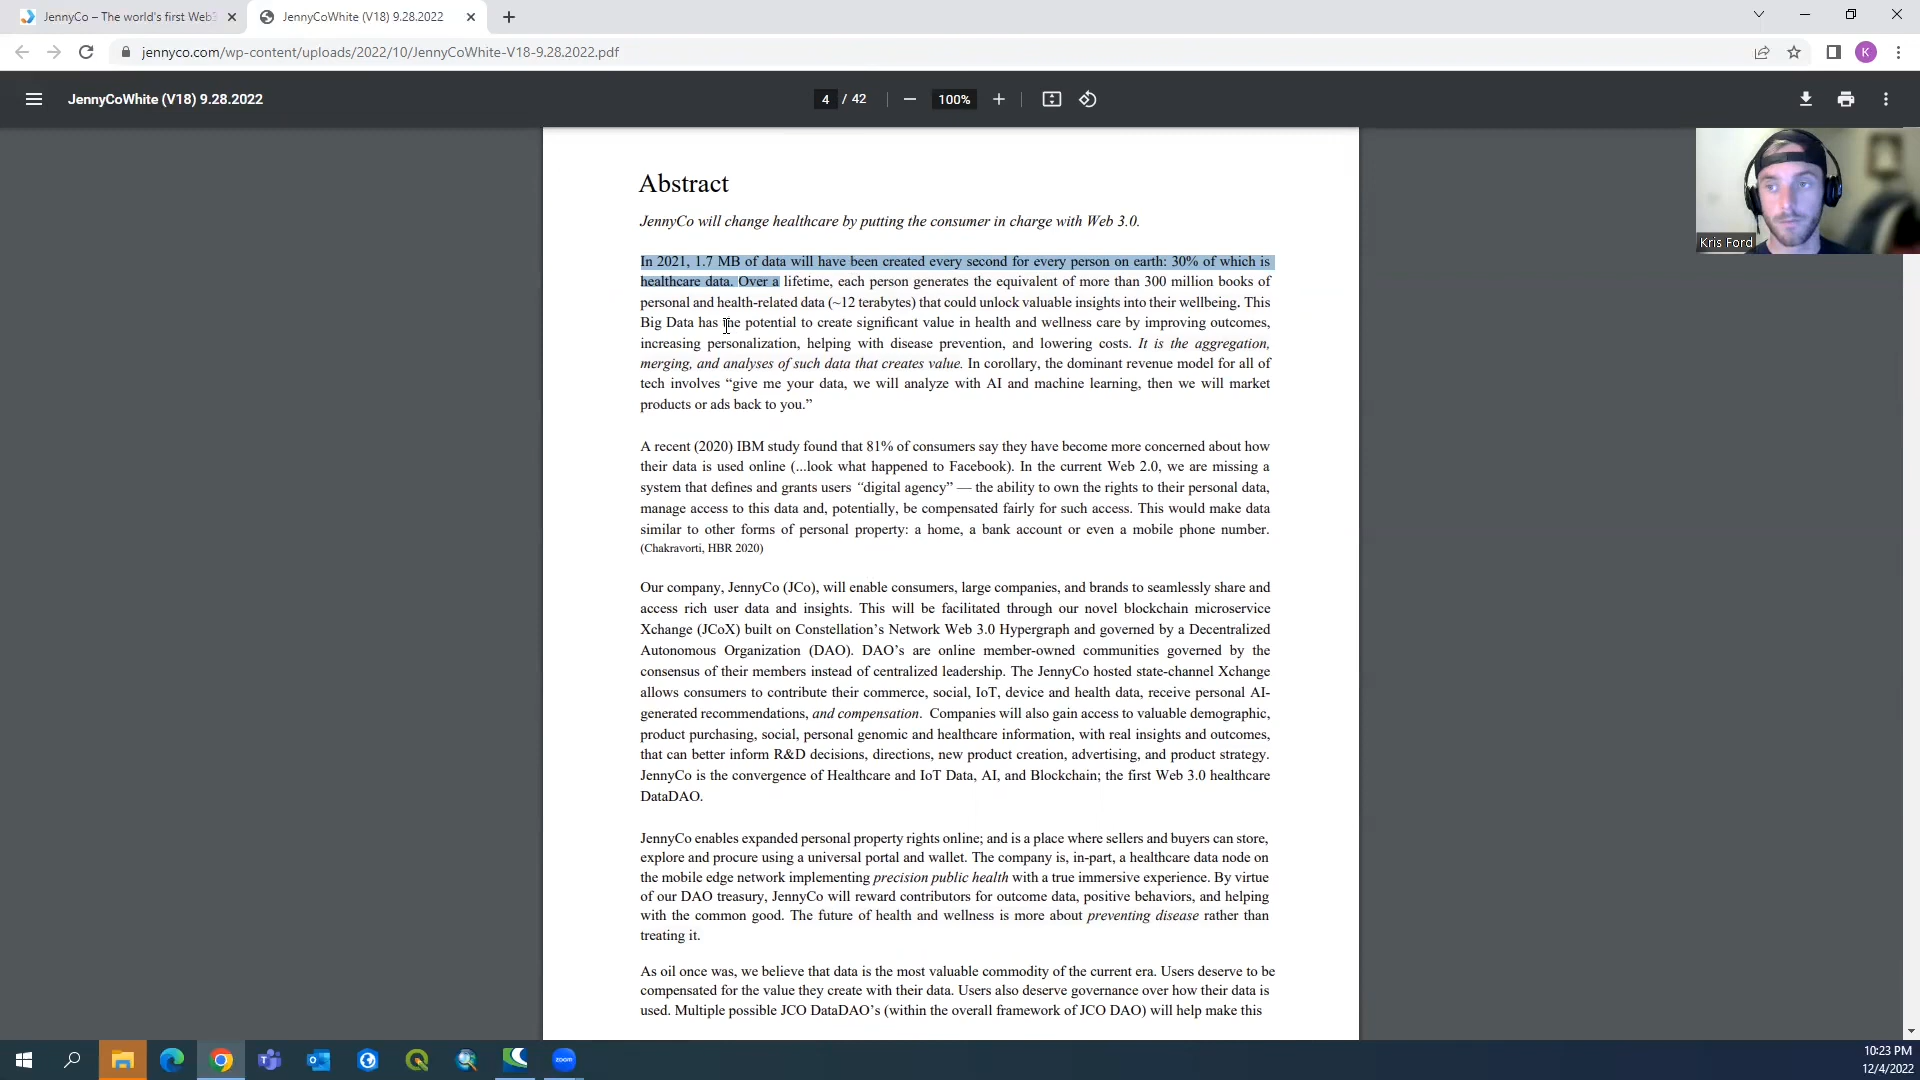 JennyCo – The world's first Web3
JennyCoWhite (V18) 9.28.2022
jennyco.com/wp-content/uploads/2022/10/JennyCoWhite-V18-9.28.2022.pdf
K
JennyCoWhite (V18) 9.28.2022
4 / 42
100%
Kris Ford
Abstract
JennyCo will change healthcare by putting the consumer in charge with Web 3.0.
In 2021, 1.7 MB of data will have been created every second for every person on earth: 30% of which is
healthcare data. Over a lifetime, each person generates the equivalent of more than 300 million books of
personal and health-related data (~12 terabytes) that could unlock valuable insights into their wellbeing. This
Big Data has the potential to create significant value in health and wellness care by improving outcomes,
increasing personalization, helping with disease prevention, and lowering costs. It is the aggregation,
merging, and analyses of such data that creates value. In corollary, the dominant revenue model for all of
tech involves “give me your data, we will analyze with AI and machine learning, then we will market
products or ads back to you.”
A recent (2020) IBM study found that 81% of consumers say they have become more concerned about how
their data is used online (...look what happened to Facebook). In the current Web 2.0, we are missing a
system that defines and grants users “digital agency” — the ability to own the rights to their personal data,
manage access to this data and, potentially, be compensated fairly for such access. This would make data
similar to other forms of personal property: a home, a bank account or even a mobile phone number.
(Chakravorti, HBR 2020)
Our company, JennyCo (JCo), will enable consumers, large companies, and brands to seamlessly share and
access rich user data and insights. This will be facilitated through our novel blockchain microservice
Xchange (JCoX) built on Constellation’s Network Web 3.0 Hypergraph and governed by a Decentralized
Autonomous Organization (DAO). DAO’s are online member-owned communities governed by the
consensus of their members instead of centralized leadership. The JennyCo hosted state-channel Xchange
allows consumers to contribute their commerce, social, IoT, device and health data, receive personal AI-
generated recommendations, and compensation. Companies will also gain access to valuable demographic,
product purchasing, social, personal genomic and healthcare information, with real insights and outcomes,
that can better inform R&D decisions, directions, new product creation, advertising, and product strategy.
JennyCo is the convergence of Healthcare and IoT Data, AI, and Blockchain; the first Web 3.0 healthcare
DataDAO.
JennyCo enables expanded personal property rights online; and is a place where sellers and buyers can store,
explore and procure using a universal portal and wallet. The company is, in-part, a healthcare data node on
the mobile edge network implementing precision public health with a true immersive experience. By virtue
of our DAO treasury, JennyCo will reward contributors for outcome data, positive behaviors, and helping
with the common good. The future of health and wellness is more about preventing disease rather than
treating it.
As oil once was, we believe that data is the most valuable commodity of the current era. Users deserve to be
compensated for the value they create with their data. Users also deserve governance over how their data is
used. Multiple possible JCO DataDAO’s (within the overall framework of JCO DAO) will help make this
zoom
10:23 PM
12/4/2022